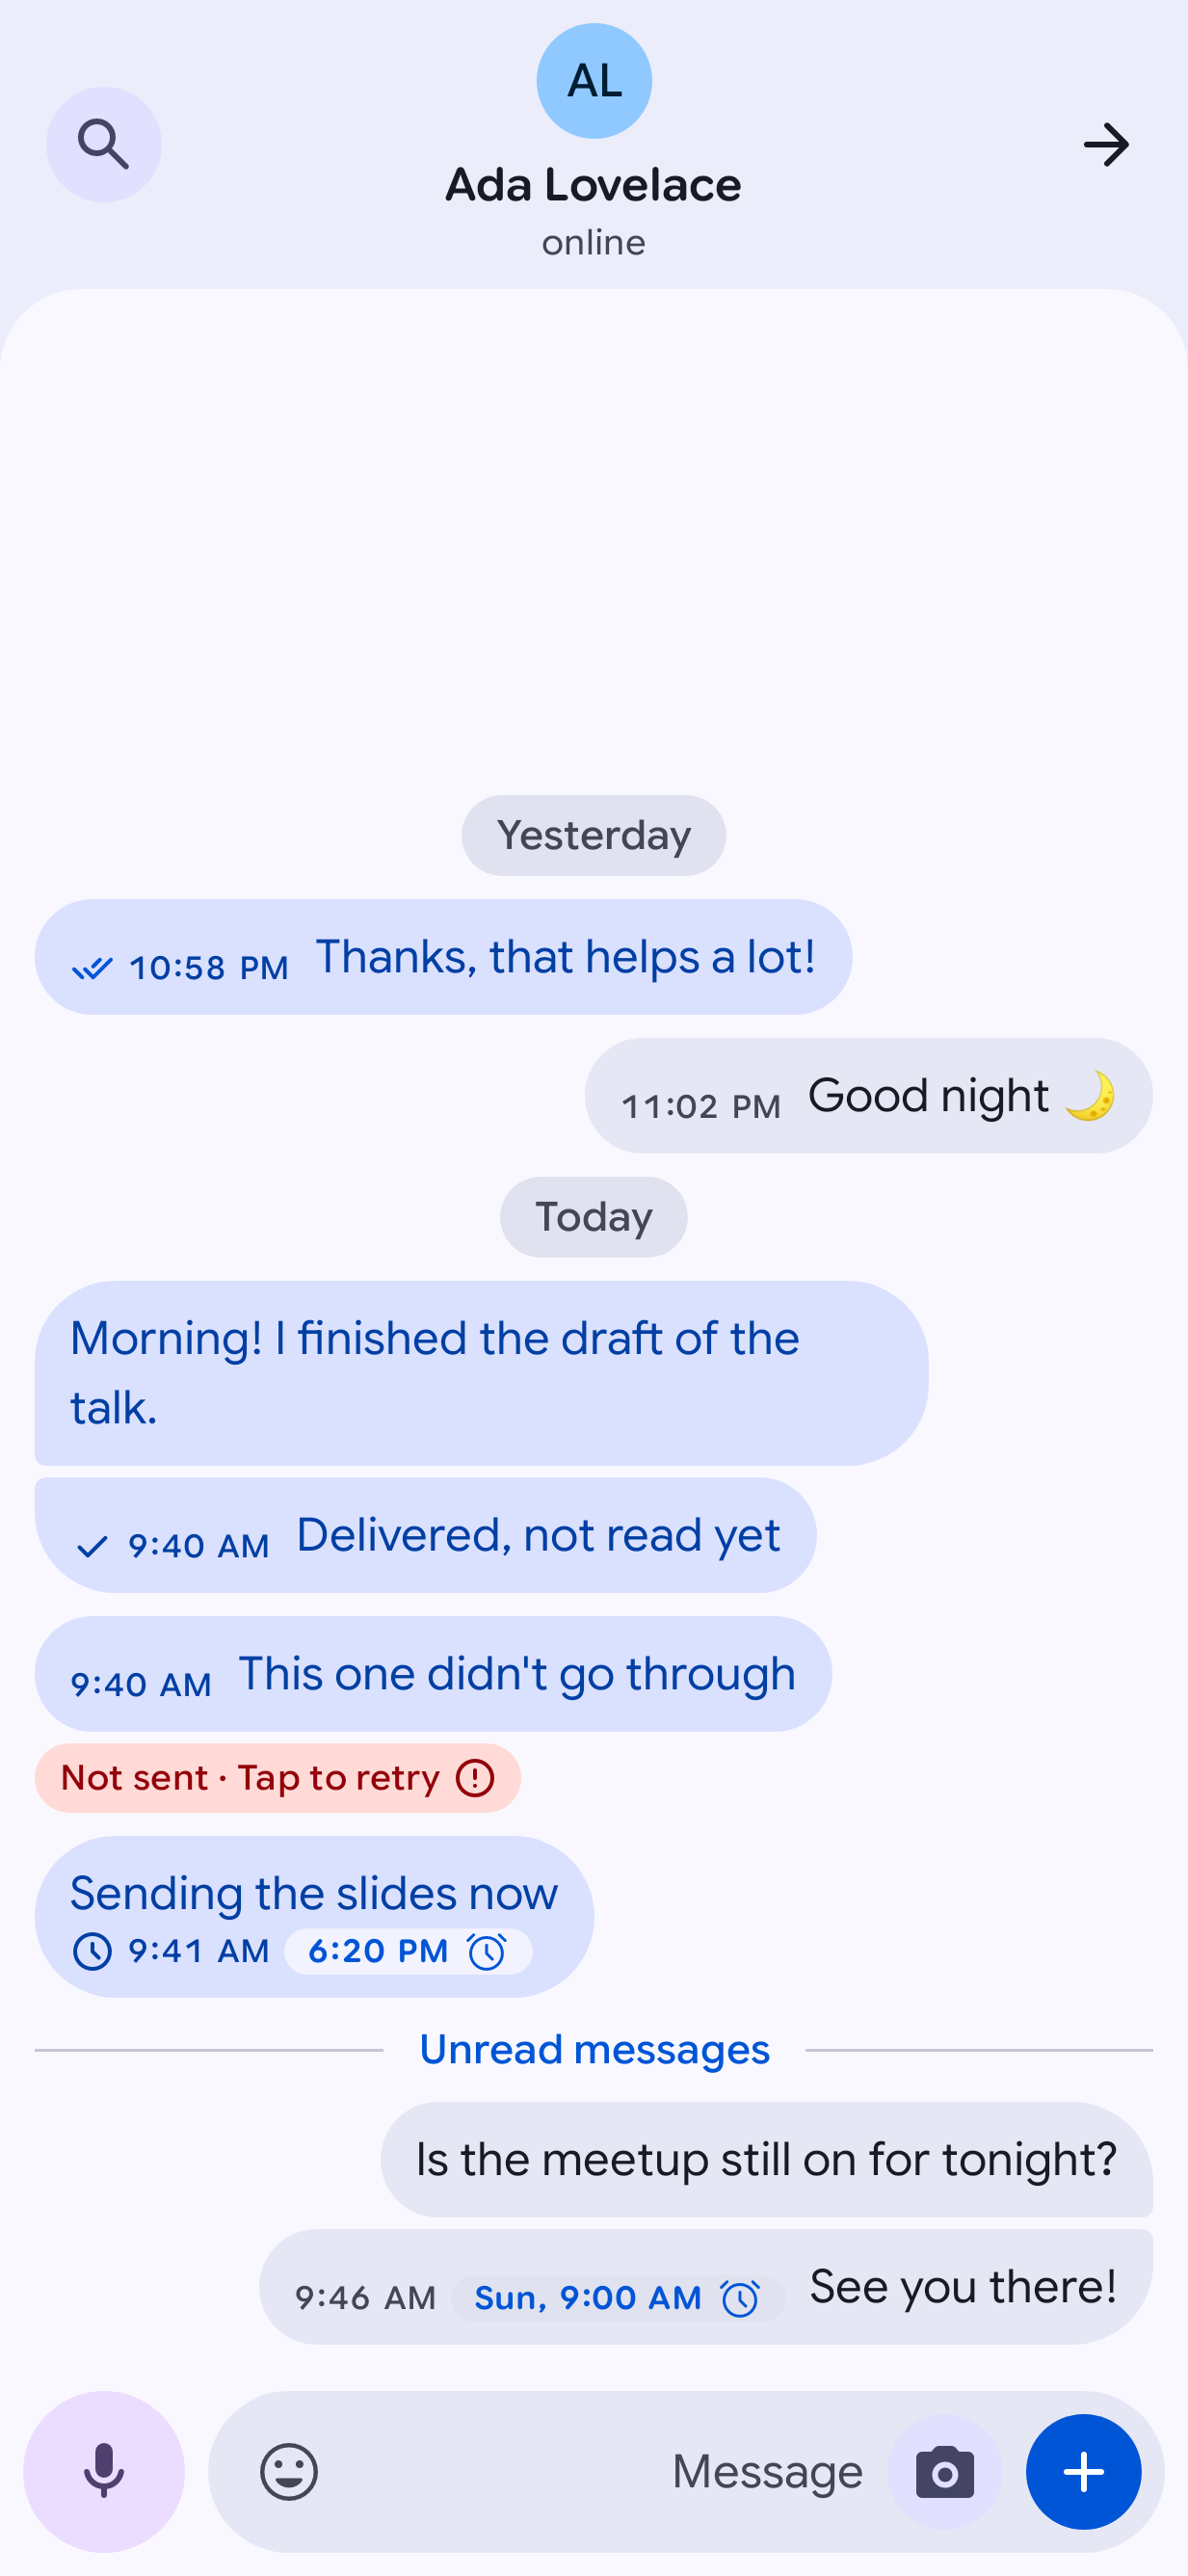 AL
Ada Lovelace
online
Yesterday
10:58 PM Thanks, that helps a lot!
11:02 PM Good night 🌙
Today
Morning! I finished the draft of the
talk.
9:40 AM Delivered, not read yet
9:40 AM This one didn't go through
Not sent · Tap to retry
Sending the slides now
9:41 AM 6:20 PM
Unread messages
Is the meetup still on for tonight?
9:46 AM Sun, 9:00 AM See you there!
Message